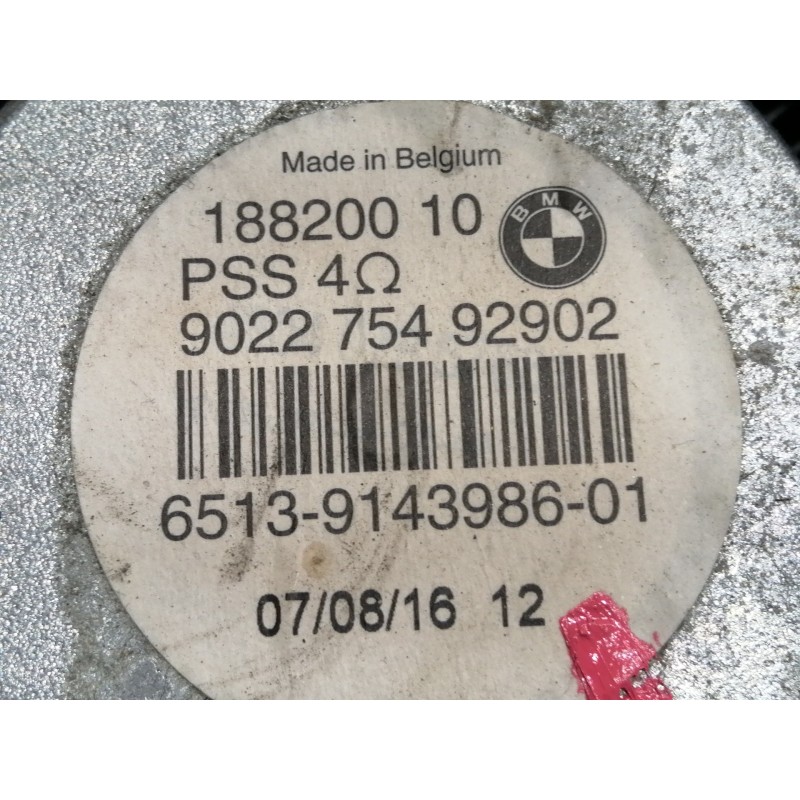 Made in Belgium
188200 10
BMW
PSS 4Ω
9022 754 92902
6513-9143986-01
07/08/16 12